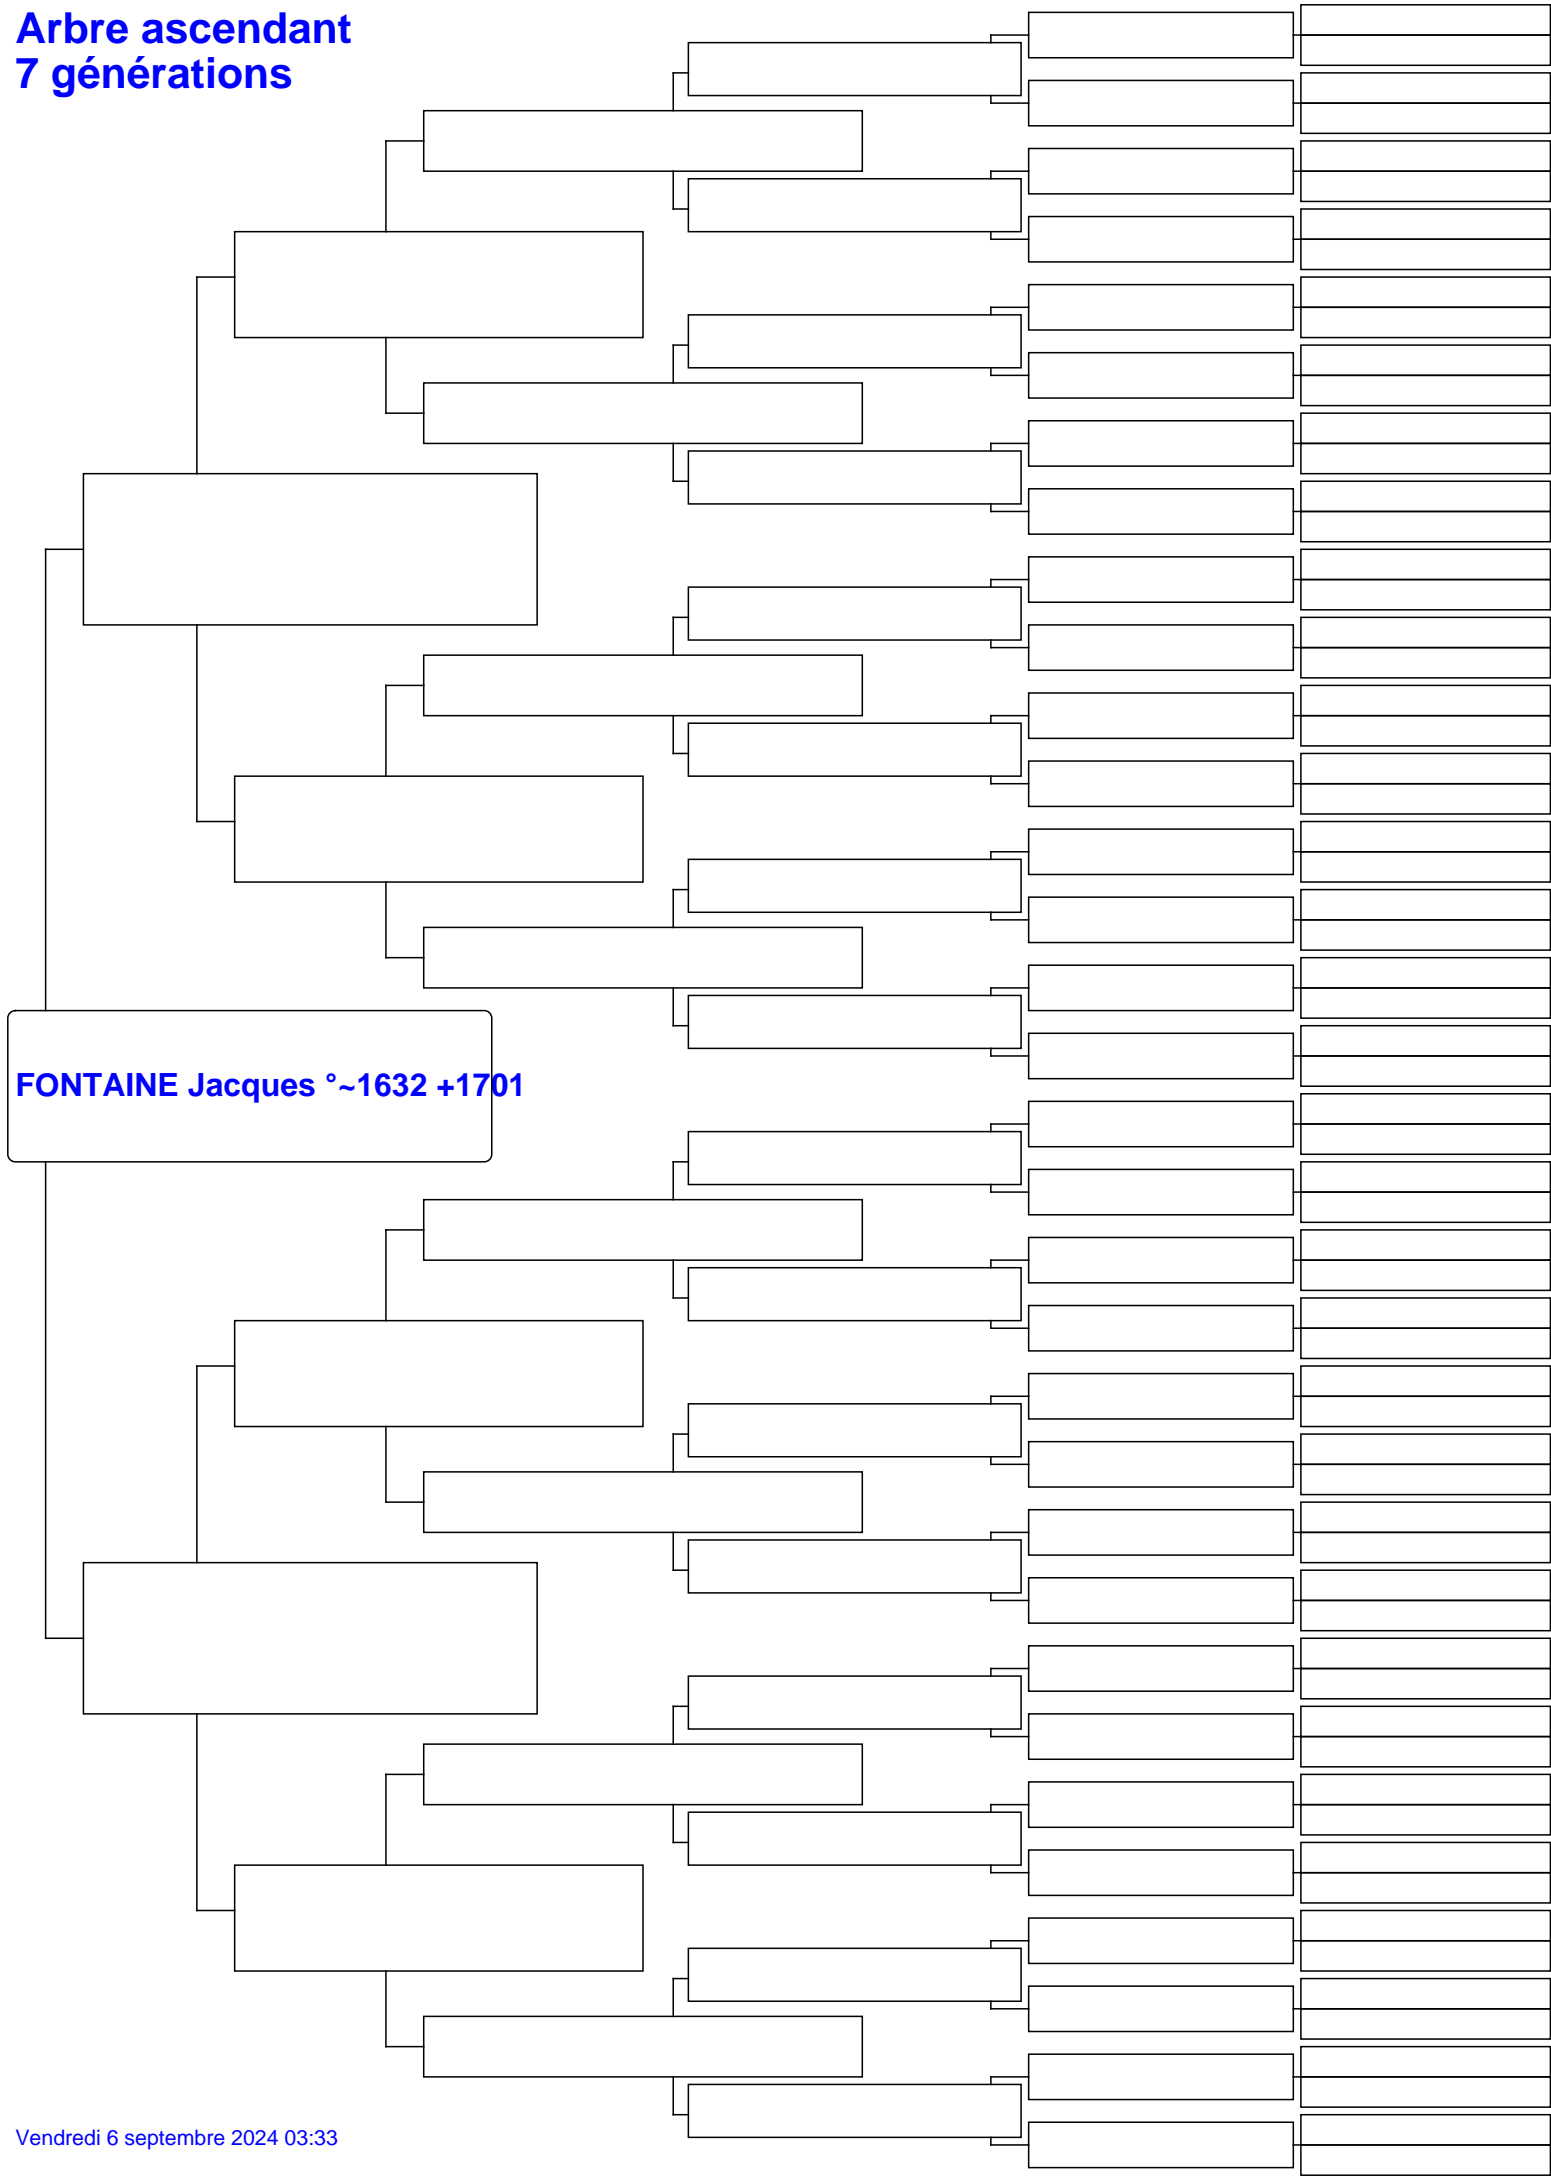 Arbre ascendant
7 générations
FONTAINE Jacques °~1632 +1701
Vendredi 6 septembre 2024 03:33